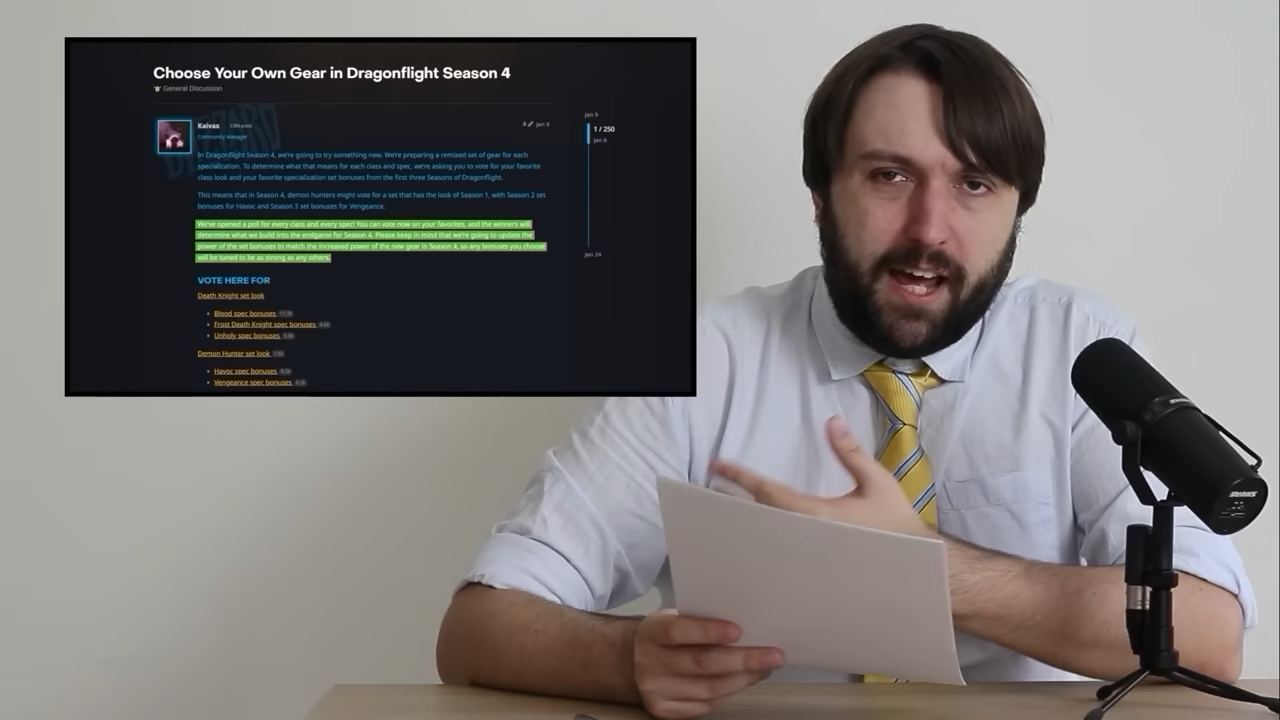 Choose Your Own Gear in Dragonflight Season 4
General Discussion
Kaivax
Community Manager
4
Jan 9
In Dragonflight Season 4, we're going to try something new. We're preparing a remixed set of gear for each
specialization. To determine what that means for each class and spec, we're asking you to vote for your favorite
class look and your favorite specialization set bonuses from the first three Seasons of Dragonflight.
This means that in Season 4, demon hunters might vote for a set that has the look of Season 1, with Season 2 set
bonuses for Havoc and Season 3 set bonuses for Vengeance.
We've opened a poll for every class and every spec! You can vote now on your favorites, and the winners will
determine what we build into the endgame for Season 4. Please keep in mind that we're going to update the
power of the set bonuses to match the increased power of the new gear in Season 4, so any bonuses you choose
will be tuned to be as strong as any others.
VOTE HERE FOR
Death Knight set look
Blood spec bonuses
Frost Death Knight spec bonuses
Unholy spec bonuses
Demon Hunter set look
Havoc spec bonuses
Vengeance spec bonuses
Jan 9
1 / 250
Jan 24
SHURE